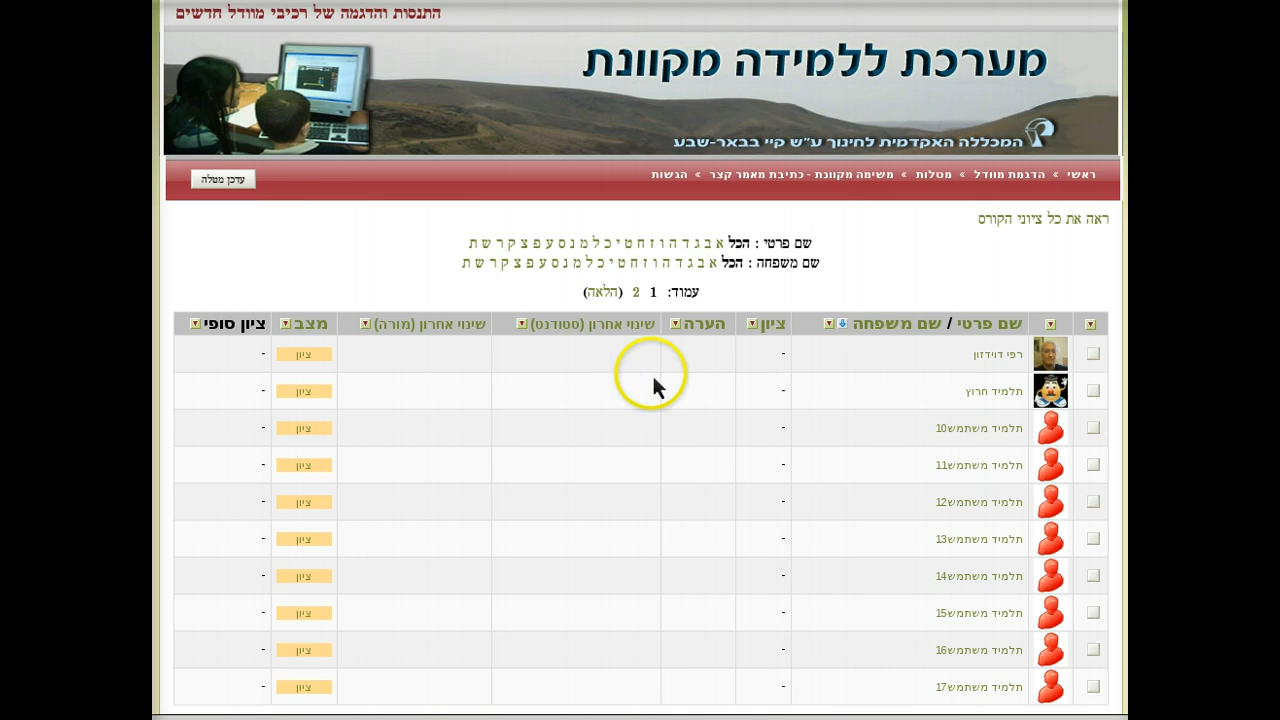 התנסות והדגמה של רכיבי מוודל חדשים
מערכת ללמידה מקוונת
המכללה האקדמית לחינוך ע"ש קיי בבאר-שבע
ראשי » הדגמת מוודל » מטלות » משימה מקוונת - כתיבת מאמר קצר » הגשות
עדכן מטלה
ראה את כל ציוני הקורס
שם פרטי : הכל א ב ג ד ה ו ז ח ט י כ ל מ נ ס ע פ צ ק ר ש ת
שם משפחה : הכל א ב ג ד ה ו ז ח ט י כ ל מ נ ס ע פ צ ק ר ש ת
עמוד: 1 2 (הלאה)
שם פרטי / שם משפחה ציון הערה שינוי אחרון (סטודנט) שינוי אחרון (מורה) מצב ציון סופי
רפי דוידזון - ציון -
תלמיד חרוץ - ציון -
תלמיד משתמש10 - ציון -
תלמיד משתמש11 - ציון -
תלמיד משתמש12 - ציון -
תלמיד משתמש13 - ציון -
תלמיד משתמש14 - ציון -
תלמיד משתמש15 - ציון -
תלמיד משתמש16 - ציון -
תלמיד משתמש17 - ציון -